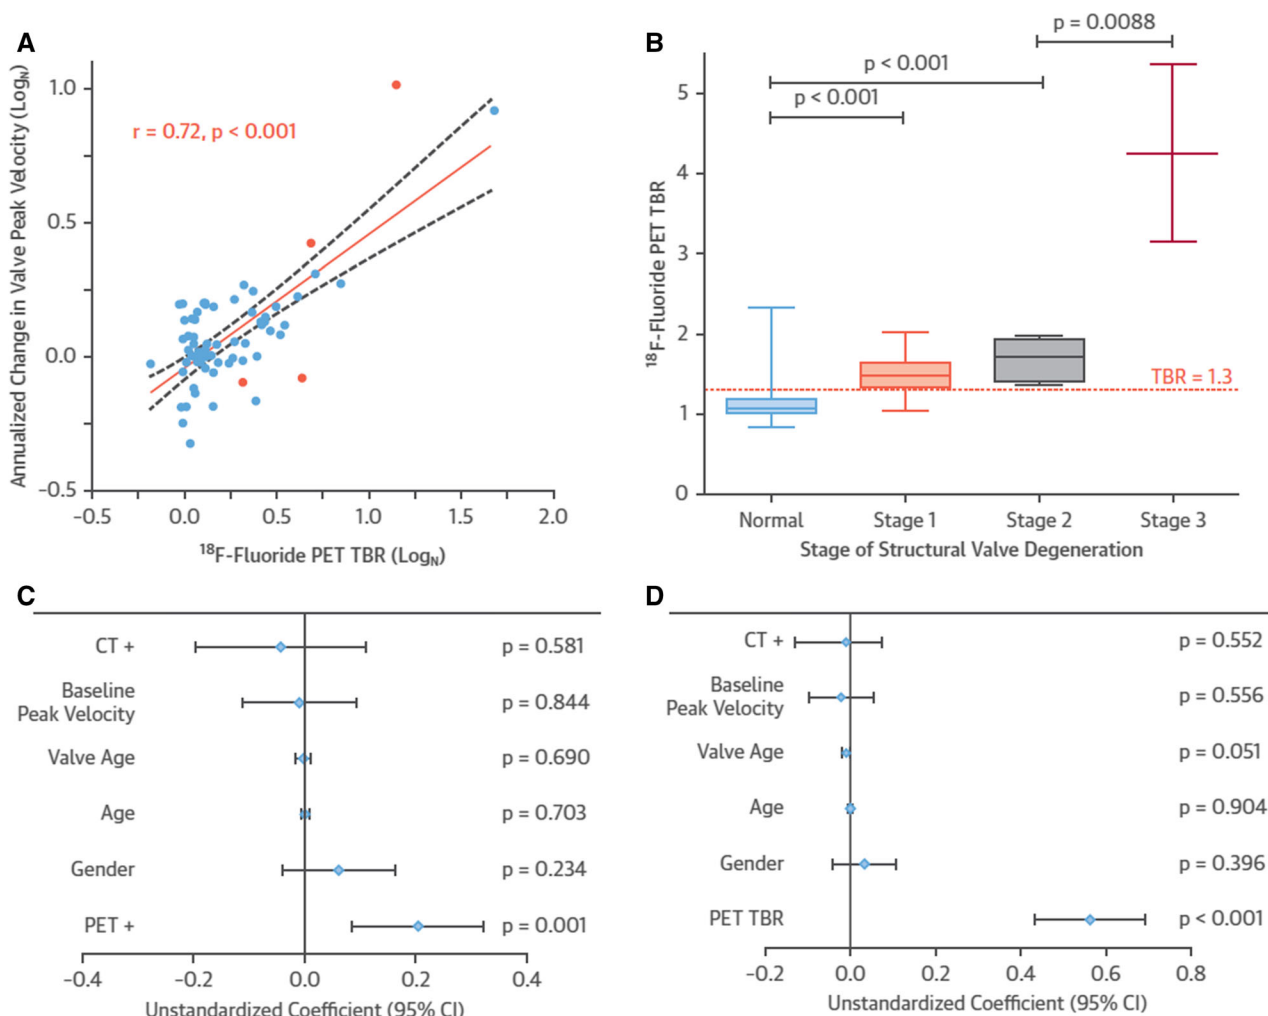 A
Annualized Change in Valve Peak Velocity (LogN)
1.0
0.5
0.0
−0.5
r = 0.72, p < 0.001
−0.5 0.0 0.5 1.0 1.5 2.0
18F-Fluoride PET TBR (LogN)
B
18F-Fluoride PET TBR
5
4
3
2
1
0
p = 0.0088
p < 0.001
p < 0.001
TBR = 1.3
Normal Stage 1 Stage 2 Stage 3
Stage of Structural Valve Degeneration
C
CT + p = 0.581
Baseline
Peak Velocity p = 0.844
Valve Age p = 0.690
Age p = 0.703
Gender p = 0.234
PET + p = 0.001
−0.4 −0.2 0.0 0.2 0.4
Unstandardized Coefficient (95% CI)
D
CT + p = 0.552
Baseline
Peak Velocity p = 0.556
Valve Age p = 0.051
Age p = 0.904
Gender p = 0.396
PET TBR p < 0.001
−0.2 0.0 0.2 0.4 0.6 0.8
Unstandardized Coefficient (95% CI)